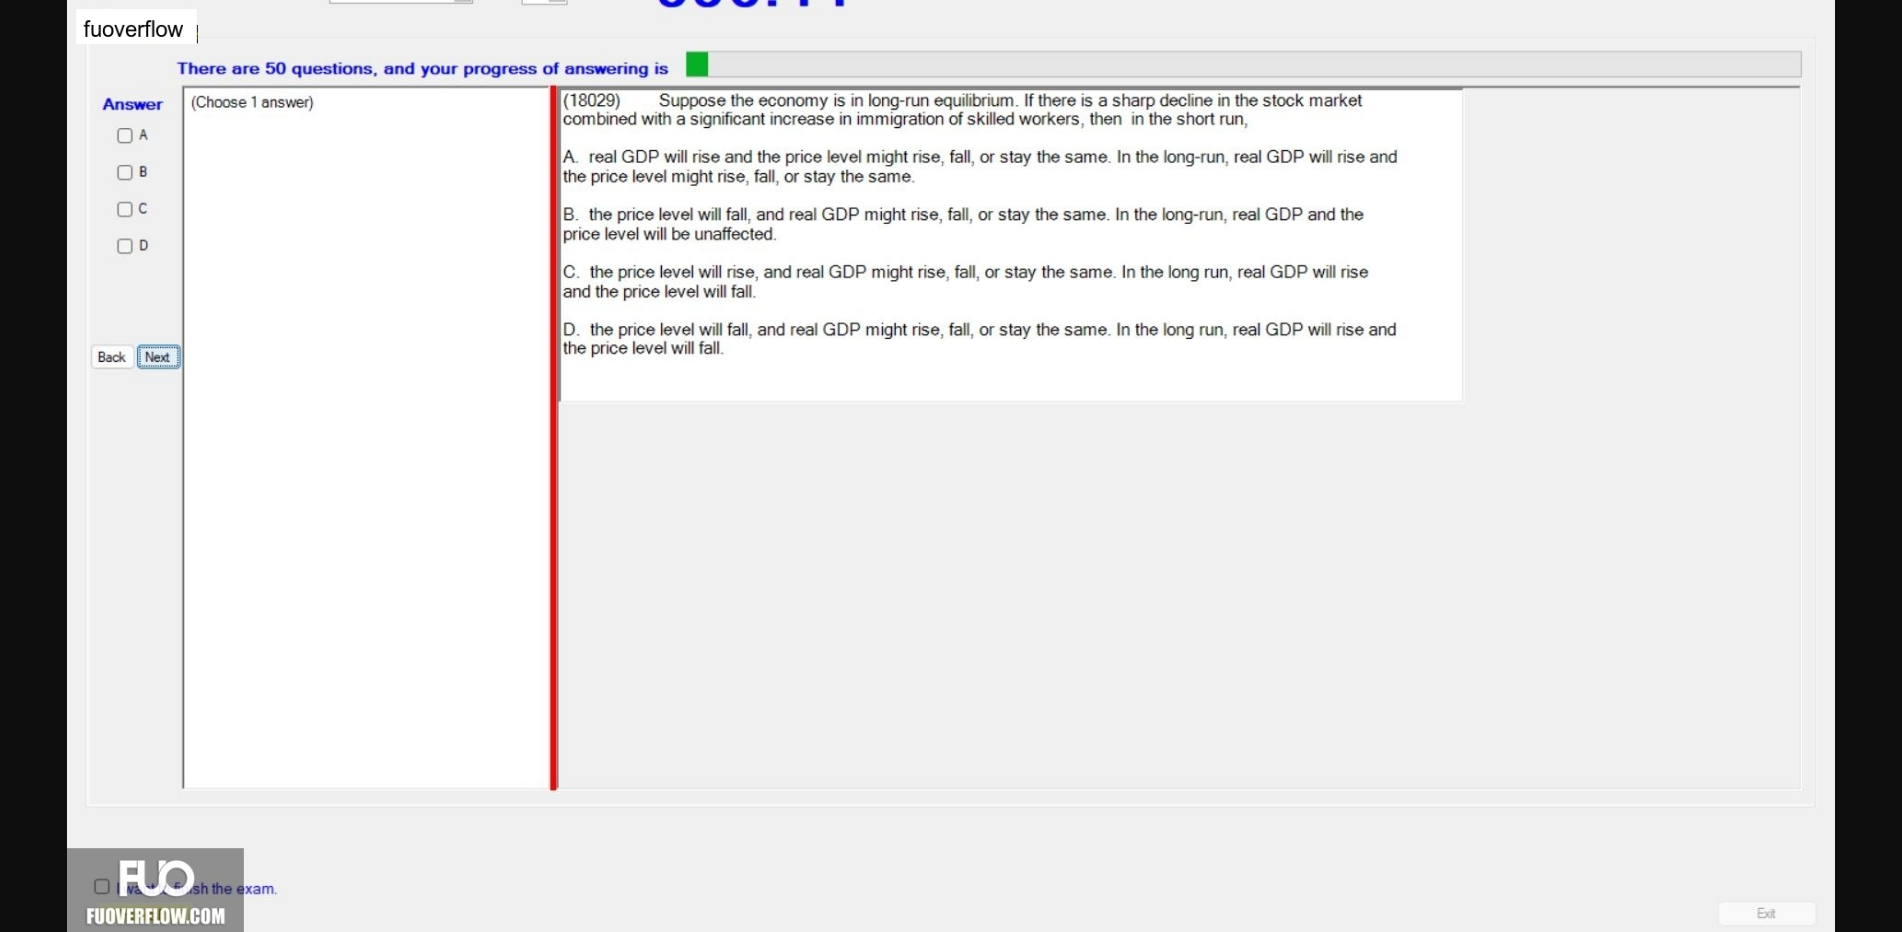 fuoverflow
There are 50 questions, and your progress of answering is
Answer
(Choose 1 answer)
A
B
C
D
Back
Next
(18029) Suppose the economy is in long-run equilibrium. If there is a sharp decline in the stock market
combined with a significant increase in immigration of skilled workers, then in the short run,
A. real GDP will rise and the price level might rise, fall, or stay the same. In the long-run, real GDP will rise and
the price level might rise, fall, or stay the same.
B. the price level will fall, and real GDP might rise, fall, or stay the same. In the long-run, real GDP and the
price level will be unaffected.
C. the price level will rise, and real GDP might rise, fall, or stay the same. In the long run, real GDP will rise
and the price level will fall.
D. the price level will fall, and real GDP might rise, fall, or stay the same. In the long run, real GDP will rise and
the price level will fall.
FUO
the exam.
FUOVERFLOW.COM
Exit